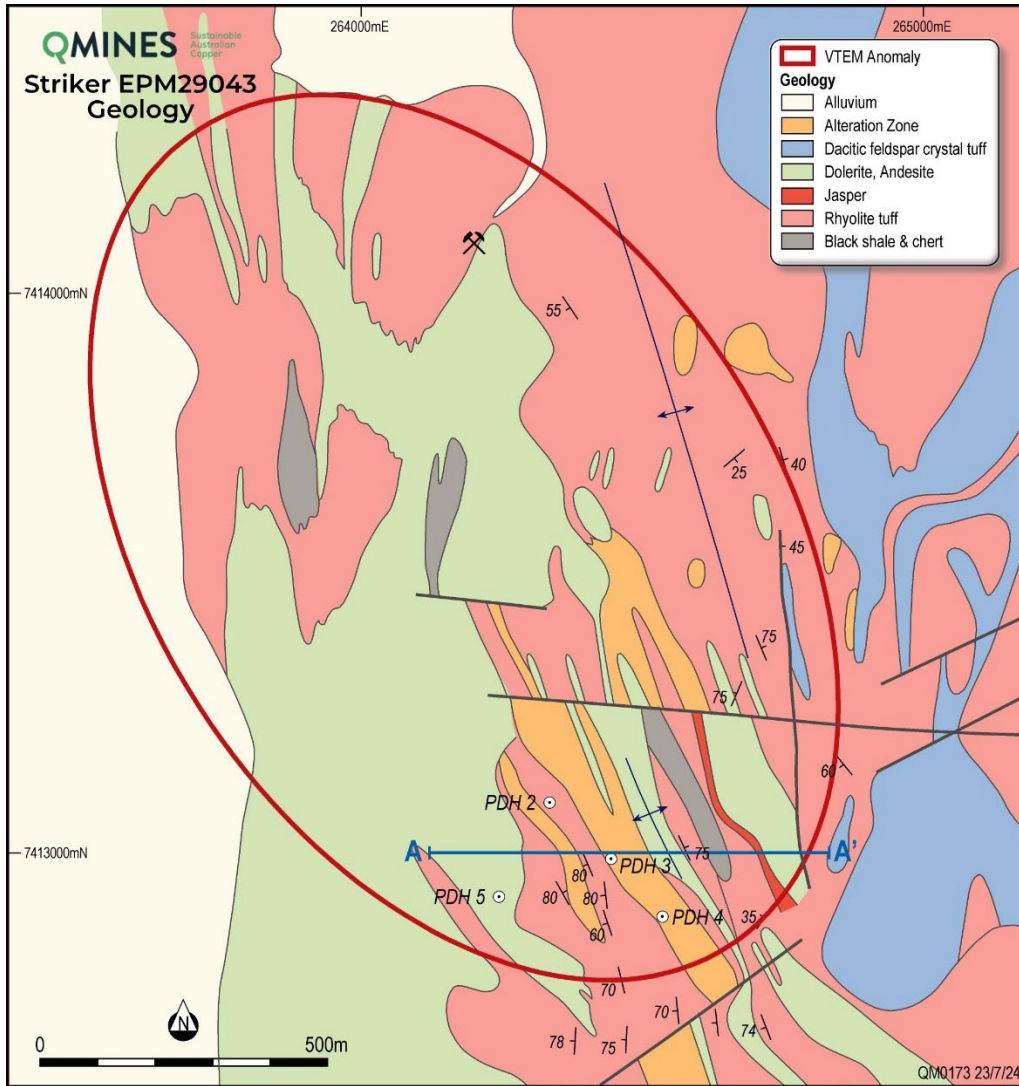 264000mE
265000mE
QMINES
Sustainable
Australian
Copper
Striker EPM29043
Geology
VTEM Anomaly
Geology
Alluvium
Alteration Zone
Dacitic feldspar crystal tuff
Dolerite, Andesite
Jasper
Rhyolite tuff
Black shale & chert
7414000mN
55
25
40
45
75
75
60
PDH 2
7413000mN
A
A'
75
PDH 3
80
80
80
PDH 5
PDH 4
35
60
70
70
74
78
75
N
0
500m
QM0173 23/7/24